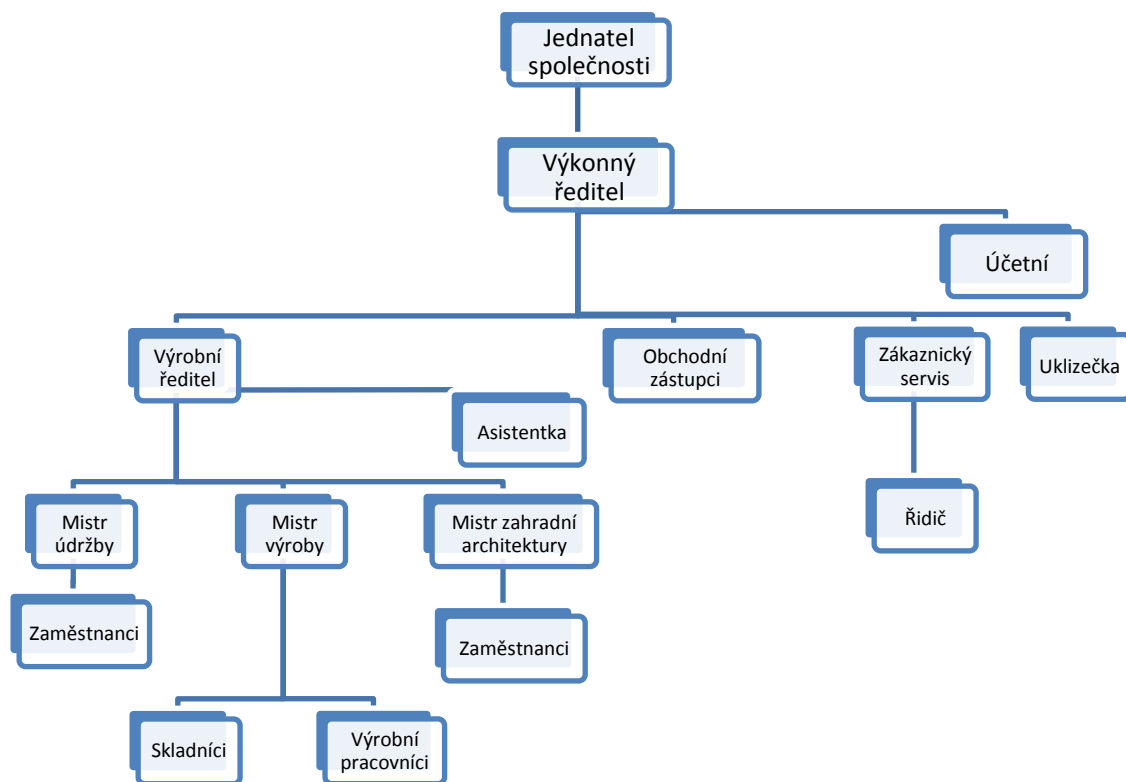 Jednatel
společnosti
Výkonný
ředitel
Účetní
Výrobní
ředitel
Obchodní
zástupci
Zákaznický
servis
Uklizečka
Asistentka
Mistr
údržby
Mistr
výroby
Mistr zahradní
architektury
Řidič
Zaměstnanci
Zaměstnanci
Skladníci
Výrobní
pracovníci